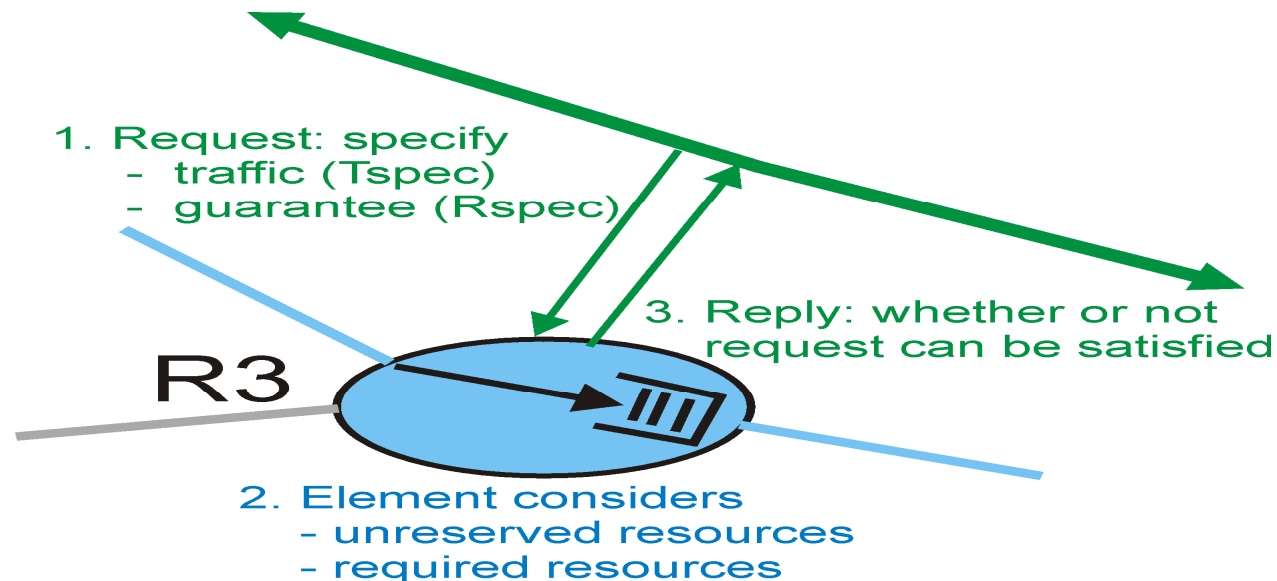 1. Request: specify
- traffic (Tspec)
- guarantee (Rspec)
3. Reply: whether or not
request can be satisfied
R3
2. Element considers
- unreserved resources
- required resources